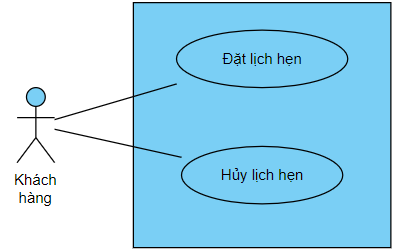 Đặt lịch hẹn
Hủy lịch hẹn
Khách
hàng